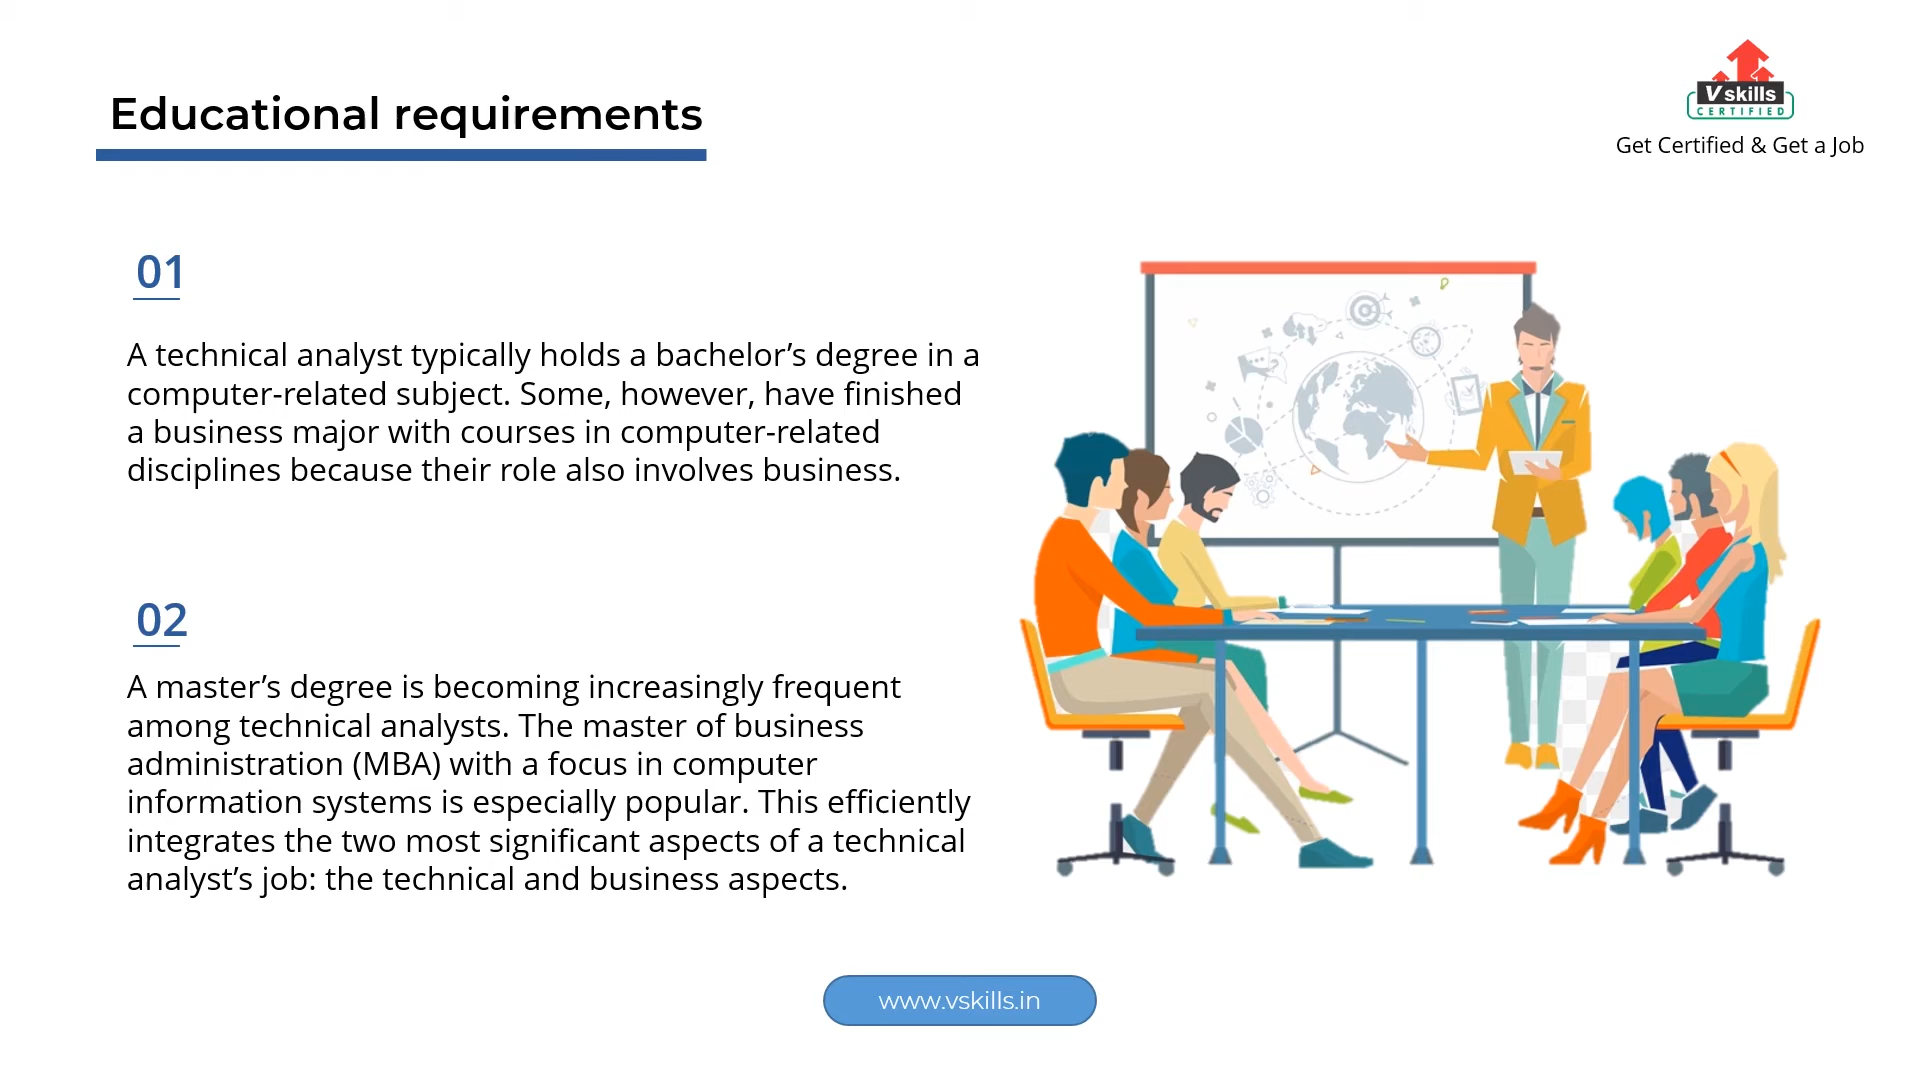 Educational requirements
Vskills
CERTIFIED
Get Certified & Get a Job
01
A technical analyst typically holds a bachelor’s degree in a
computer-related subject. Some, however, have finished
a business major with courses in computer-related
disciplines because their role also involves business.
02
A master’s degree is becoming increasingly frequent
among technical analysts. The master of business
administration (MBA) with a focus in computer
information systems is especially popular. This efficiently
integrates the two most significant aspects of a technical
analyst’s job: the technical and business aspects.
www.vskills.in